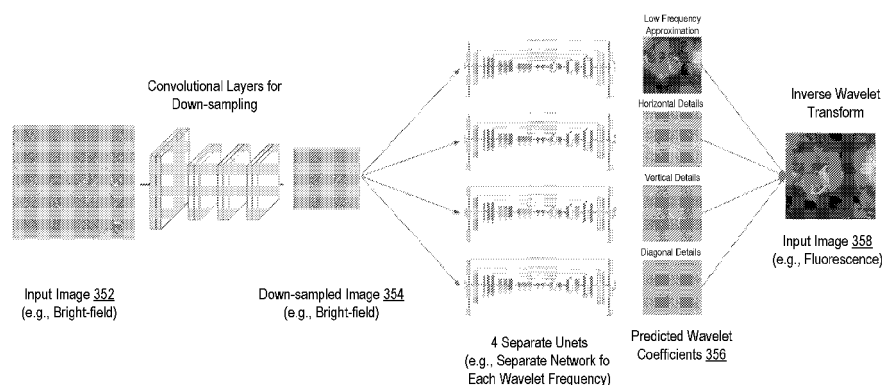 Low Frequency
Approximation
Convolutional Layers for
Down-sampling
Horizontal Details
Inverse Wavelet
Transform
Vertical Details
Diagonal Details
Input Image 352
(e.g., Bright-field)
Down-sampled Image 354
(e.g., Bright-field)
Input Image 358
(e.g., Fluorescence)
4 Separate Unets
(e.g., Separate Network fo
Each Wavelet Frequency)
Predicted Wavelet
Coefficients 356